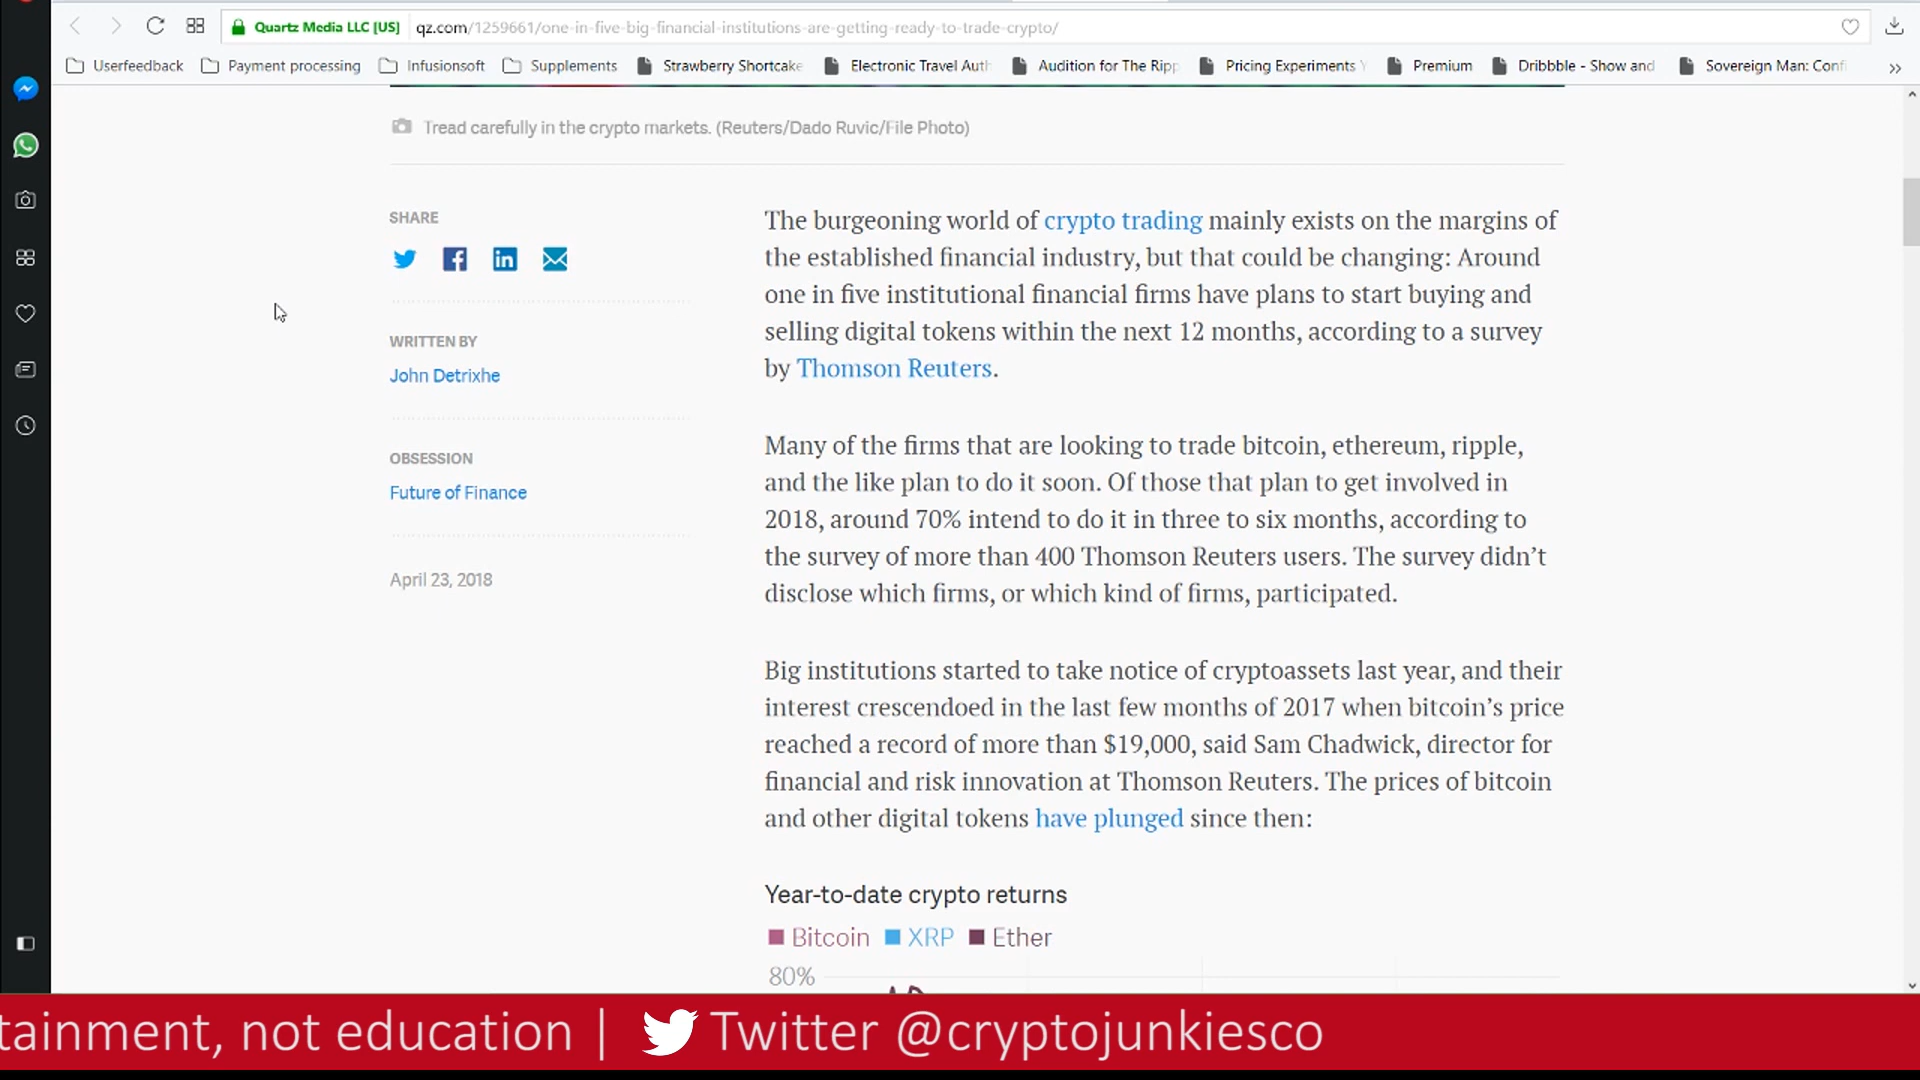 Quartz Media LLC [US] qz.com/1259661/one-in-five-big-financial-institutions-are-getting-ready-to-trade-crypto/
Userfeedback Payment processing Infusionsoft Supplements Strawberry Shortcake Electronic Travel Auth Audition for The Ripp Pricing Experiments Premium Dribbble - Show and Sovereign Man: Conf
Tread carefully in the crypto markets. (Reuters/Dado Ruvic/File Photo)
SHARE
WRITTEN BY
John Detrixhe
OBSESSION
Future of Finance
April 23, 2018
The burgeoning world of crypto trading mainly exists on the margins of
the established financial industry, but that could be changing: Around
one in five institutional financial firms have plans to start buying and
selling digital tokens within the next 12 months, according to a survey
by Thomson Reuters.
Many of the firms that are looking to trade bitcoin, ethereum, ripple,
and the like plan to do it soon. Of those that plan to get involved in
2018, around 70% intend to do it in three to six months, according to
the survey of more than 400 Thomson Reuters users. The survey didn’t
disclose which firms, or which kind of firms, participated.
Big institutions started to take notice of cryptoassets last year, and their
interest crescendoed in the last few months of 2017 when bitcoin’s price
reached a record of more than $19,000, said Sam Chadwick, director for
financial and risk innovation at Thomson Reuters. The prices of bitcoin
and other digital tokens have plunged since then:
Year-to-date crypto returns
Bitcoin XRP Ether
80%
tainment, not education | Twitter @cryptojunkiesco